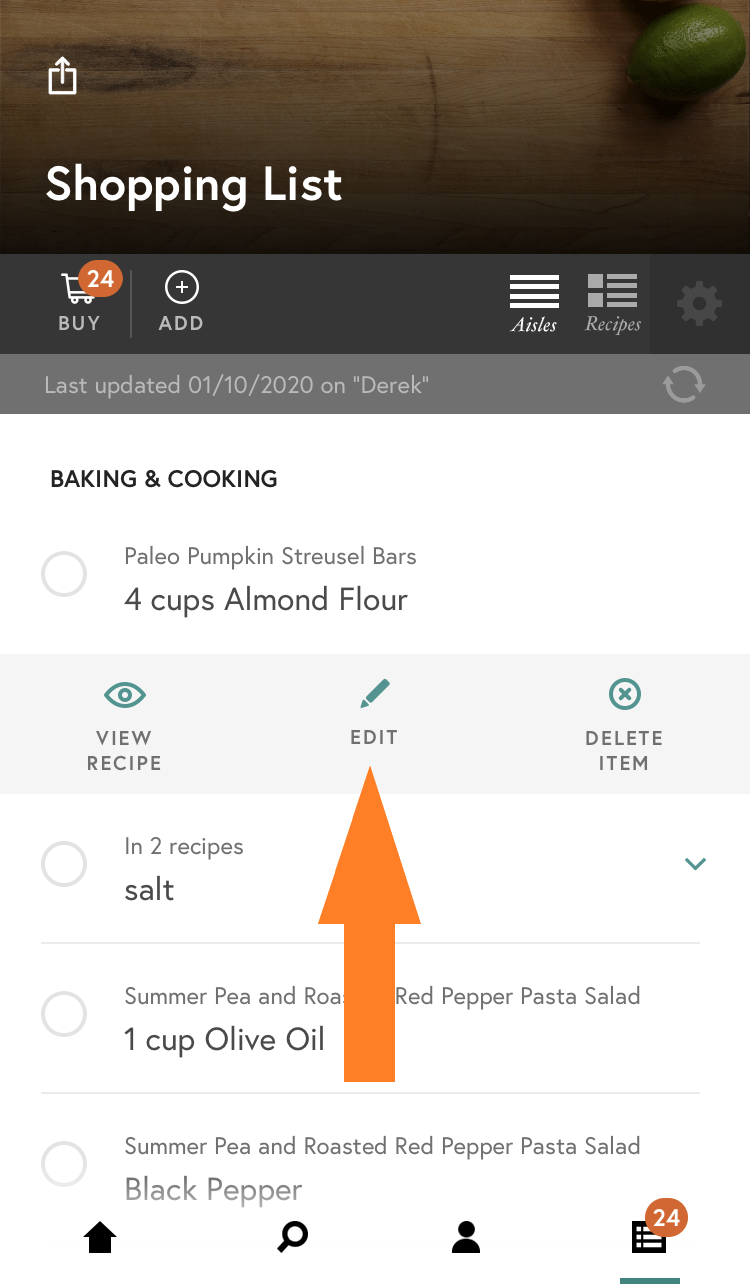 Shopping List
24
BUY
ADD
Aisles
Recipes
Last updated 01/10/2020 on "Derek"
BAKING & COOKING
Paleo Pumpkin Streusel Bars
4 cups Almond Flour
VIEW
RECIPE
EDIT
DELETE
ITEM
In 2 recipes
salt
Summer Pea and Roas Red Pepper Pasta Salad
1 cup Olive Oil
Summer Pea and Roasted Red Pepper Pasta Salad
Black Pepper
24